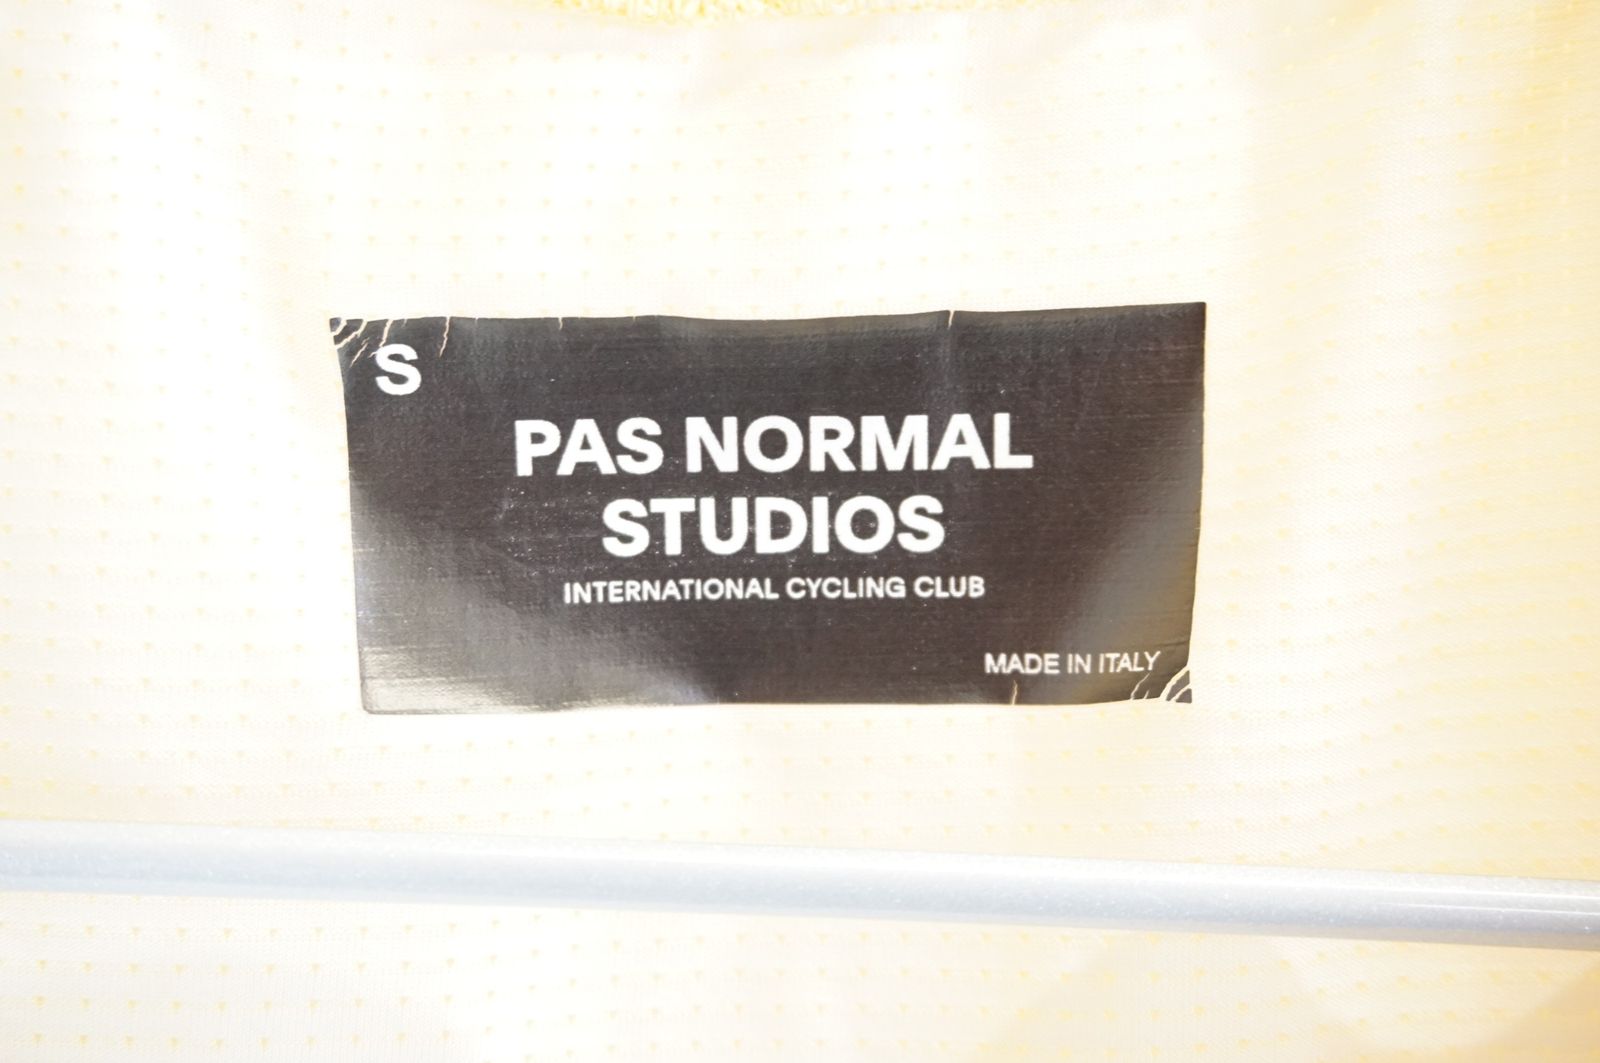 S
PAS NORMAL
STUDIOS
INTERNATIONAL CYCLING CLUB
MADE IN ITALY